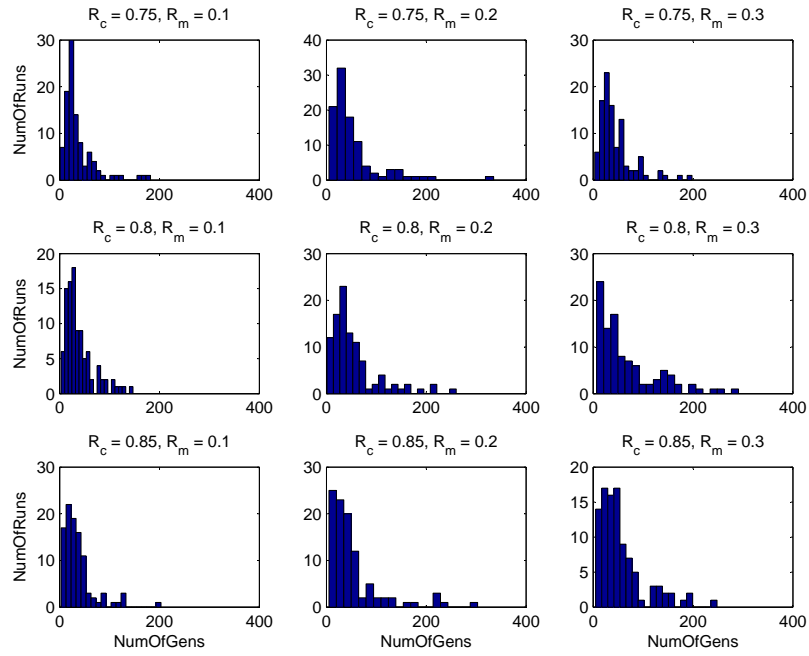 R_c = 0.75, R_m = 0.1
R_c = 0.75, R_m = 0.2
R_c = 0.75, R_m = 0.3
NumOfRuns
30
20
10
0
0 200 400
40
30
20
10
0
0 200 400
30
20
10
0
0 200 400
R_c = 0.8, R_m = 0.1
R_c = 0.8, R_m = 0.2
R_c = 0.8, R_m = 0.3
NumOfRuns
20
15
10
5
0
0 200 400
30
20
10
0
0 200 400
30
20
10
0
0 200 400
R_c = 0.85, R_m = 0.1
R_c = 0.85, R_m = 0.2
R_c = 0.85, R_m = 0.3
NumOfRuns
30
20
10
0
0 200 400
NumOfGens
30
20
10
0
0 200 400
NumOfGens
20
15
10
5
0
0 200 400
NumOfGens